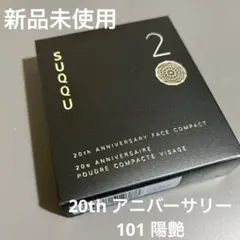 新品未使用
SUQQU
20
20th ANNIVERSARY FACE COMPACT
20e ANNIVERSAIRE
POUDRE COMPACTE VISAGE
20th アニバーサリー
101 陽艶